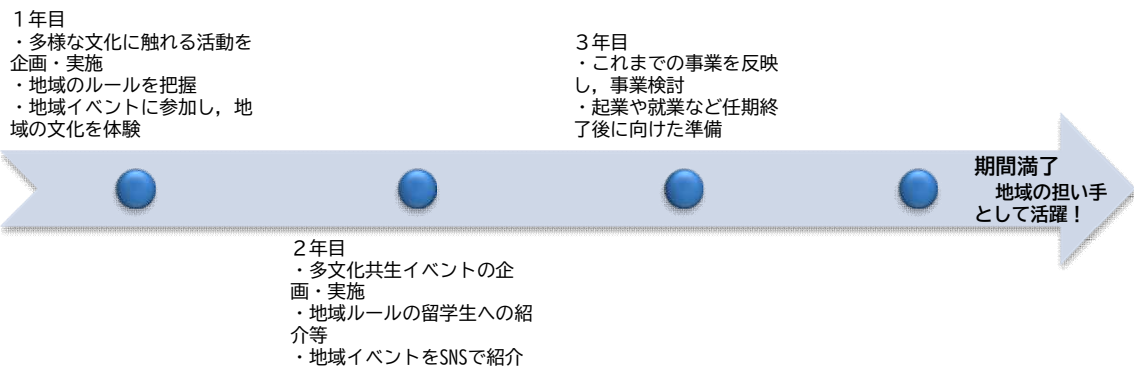 １年目
・多様な文化に触れる活動を
企画・実施
・地域のルールを把握
・地域イベントに参加し，地
域の文化を体験
２年目
・多文化共生イベントの企
画・実施
・地域ルールの留学生への紹
介等
・地域イベントをSNSで紹介
３年目
・これまでの事業を反映
し，事業検討
・起業や就業など任期終
了後に向けた準備
期間満了
　地域の担い手
として活躍！